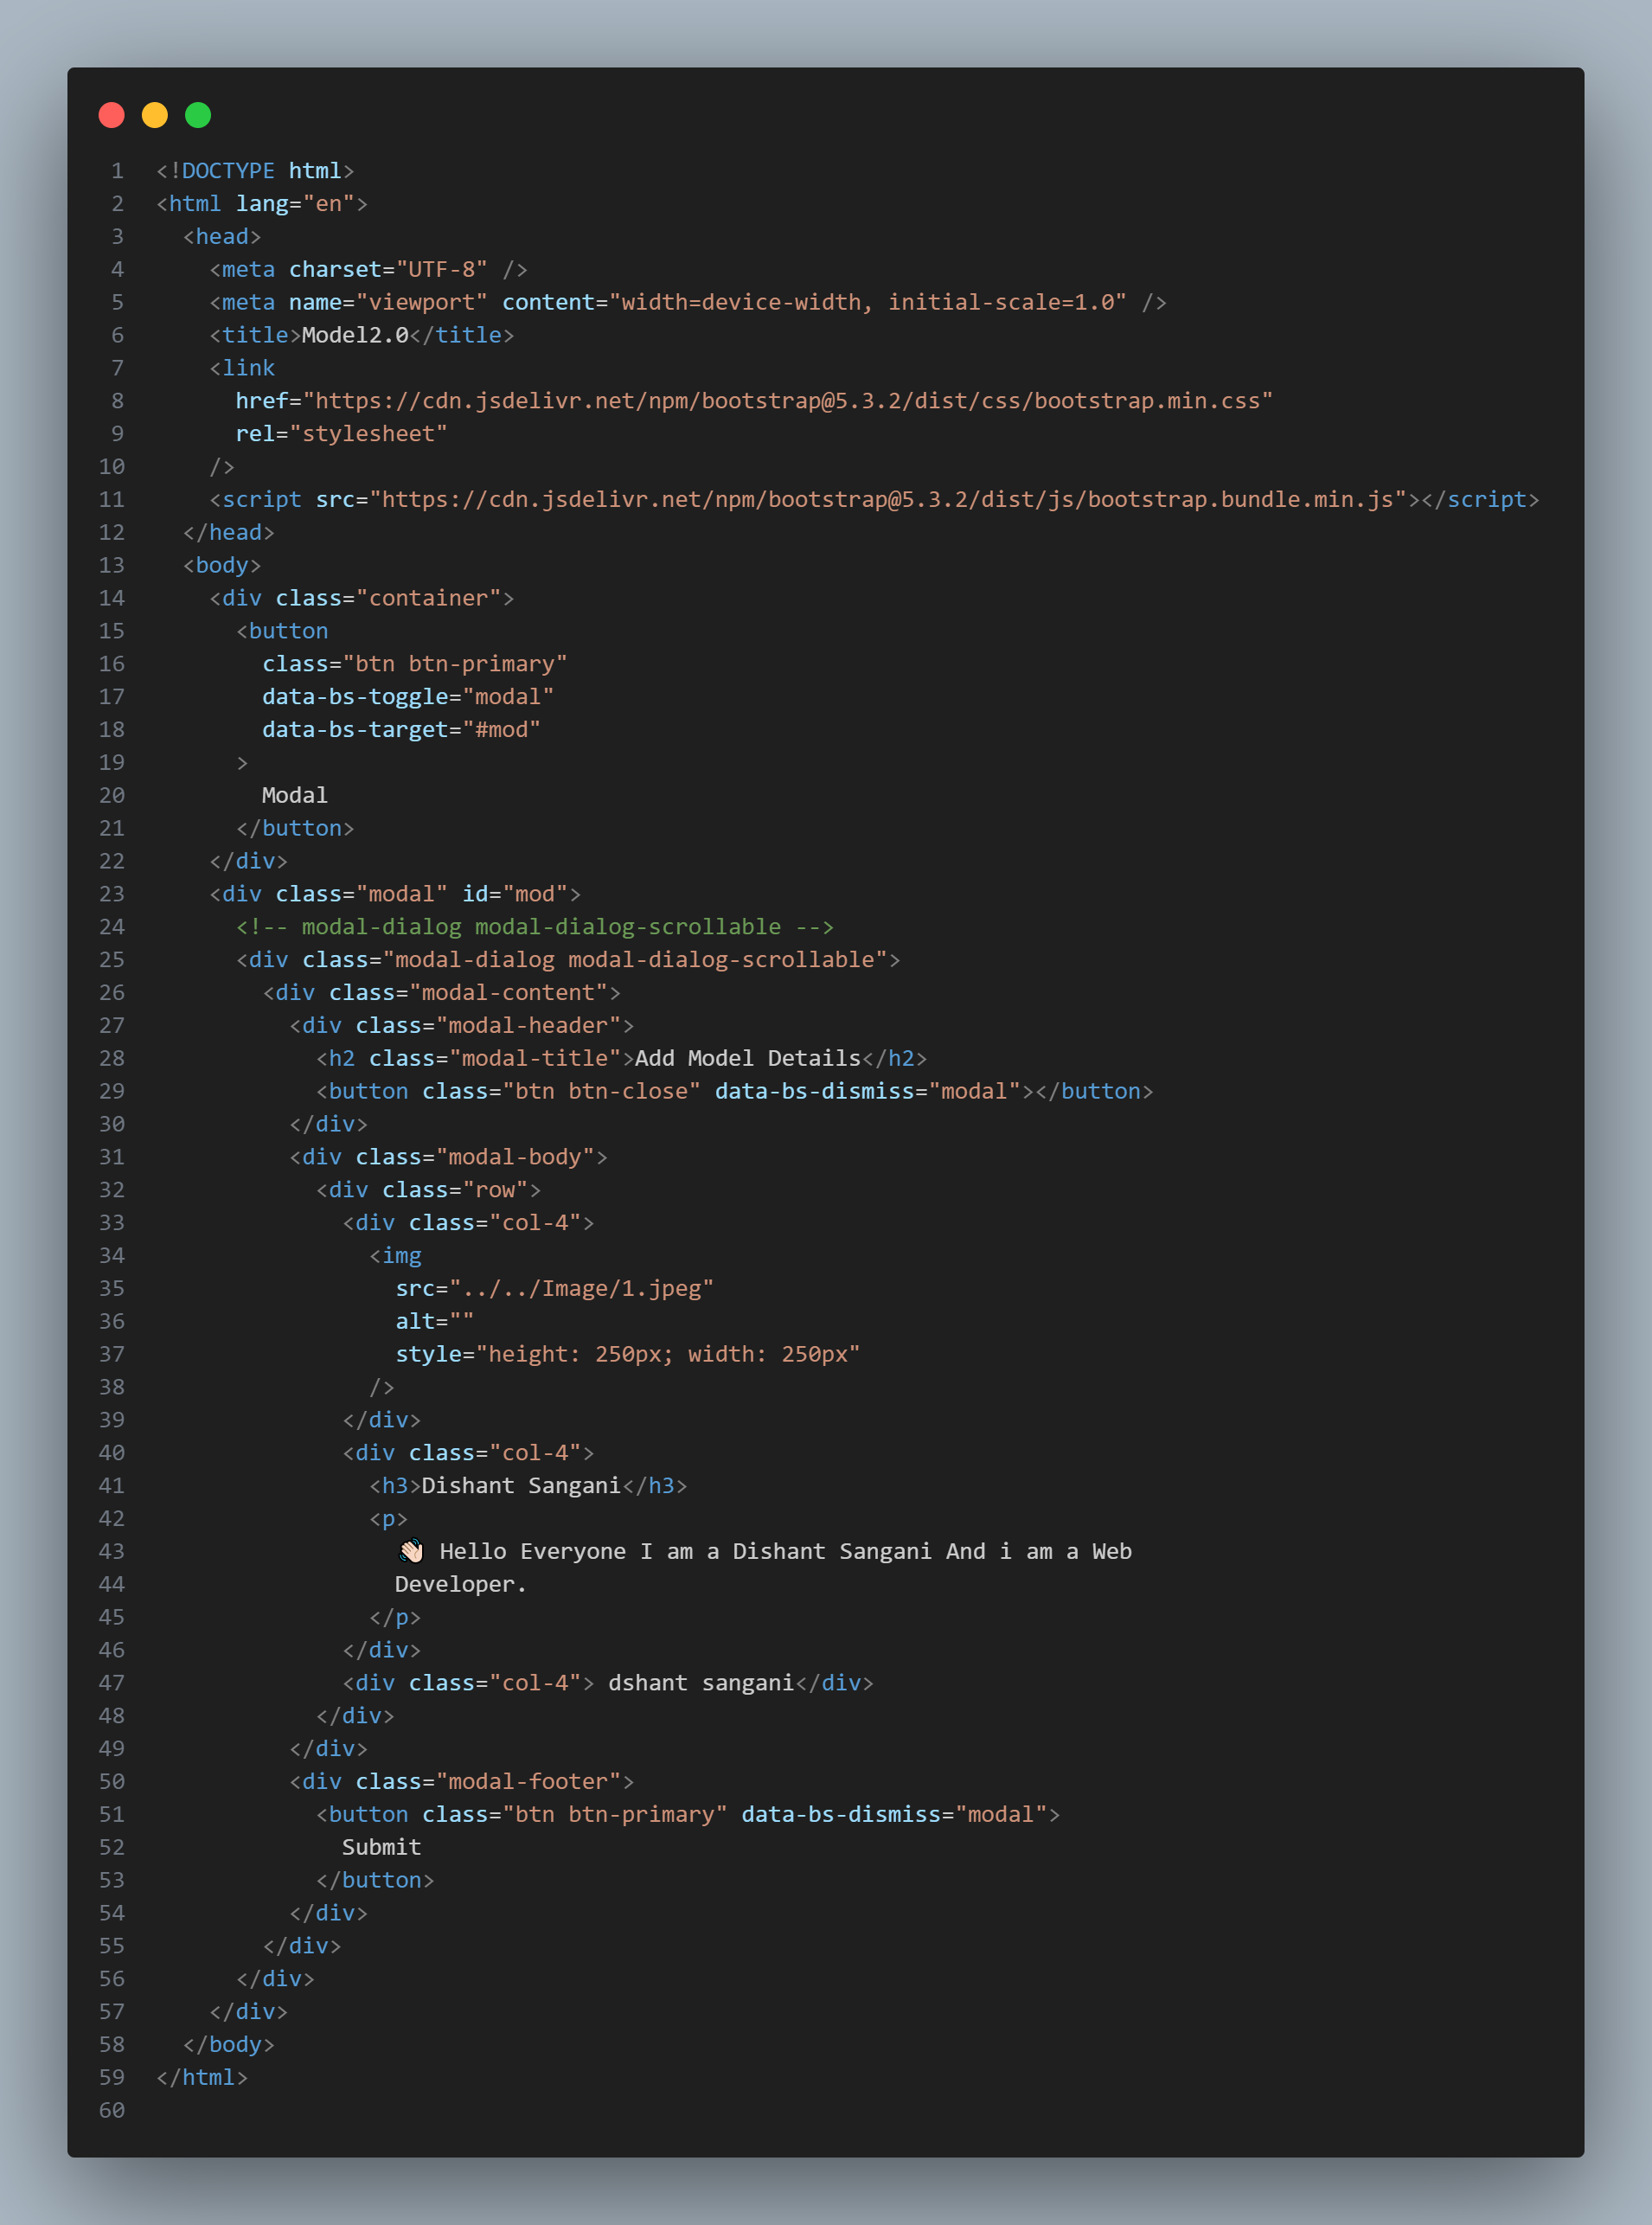 1 <!DOCTYPE html>
2 <html lang="en">
3   <head>
4     <meta charset="UTF-8" />
5     <meta name="viewport" content="width=device-width, initial-scale=1.0" />
6     <title>Model2.0</title>
7     <link
8       href="https://cdn.jsdelivr.net/npm/bootstrap@5.3.2/dist/css/bootstrap.min.css"
9       rel="stylesheet"
10     />
11     <script src="https://cdn.jsdelivr.net/npm/bootstrap@5.3.2/dist/js/bootstrap.bundle.min.js"></script>
12   </head>
13   <body>
14     <div class="container">
15       <button
16         class="btn btn-primary"
17         data-bs-toggle="modal"
18         data-bs-target="#mod"
19       >
20         Modal
21       </button>
22     </div>
23     <div class="modal" id="mod">
24       <!-- modal-dialog modal-dialog-scrollable -->
25       <div class="modal-dialog modal-dialog-scrollable">
26         <div class="modal-content">
27           <div class="modal-header">
28             <h2 class="modal-title">Add Model Details</h2>
29             <button class="btn btn-close" data-bs-dismiss="modal"></button>
30           </div>
31           <div class="modal-body">
32             <div class="row">
33               <div class="col-4">
34                 <img
35                   src="../../Image/1.jpeg"
36                   alt=""
37                   style="height: 250px; width: 250px"
38                 />
39               </div>
40               <div class="col-4">
41                 <h3>Dishant Sangani</h3>
42                 <p>
43                   👋🏻 Hello Everyone I am a Dishant Sangani And i am a Web
44                   Developer.
45                 </p>
46               </div>
47               <div class="col-4"> dshant sangani</div>
48             </div>
49           </div>
50           <div class="modal-footer">
51             <button class="btn btn-primary" data-bs-dismiss="modal">
52               Submit
53             </button>
54           </div>
55         </div>
56       </div>
57     </div>
58   </body>
59 </html>
60